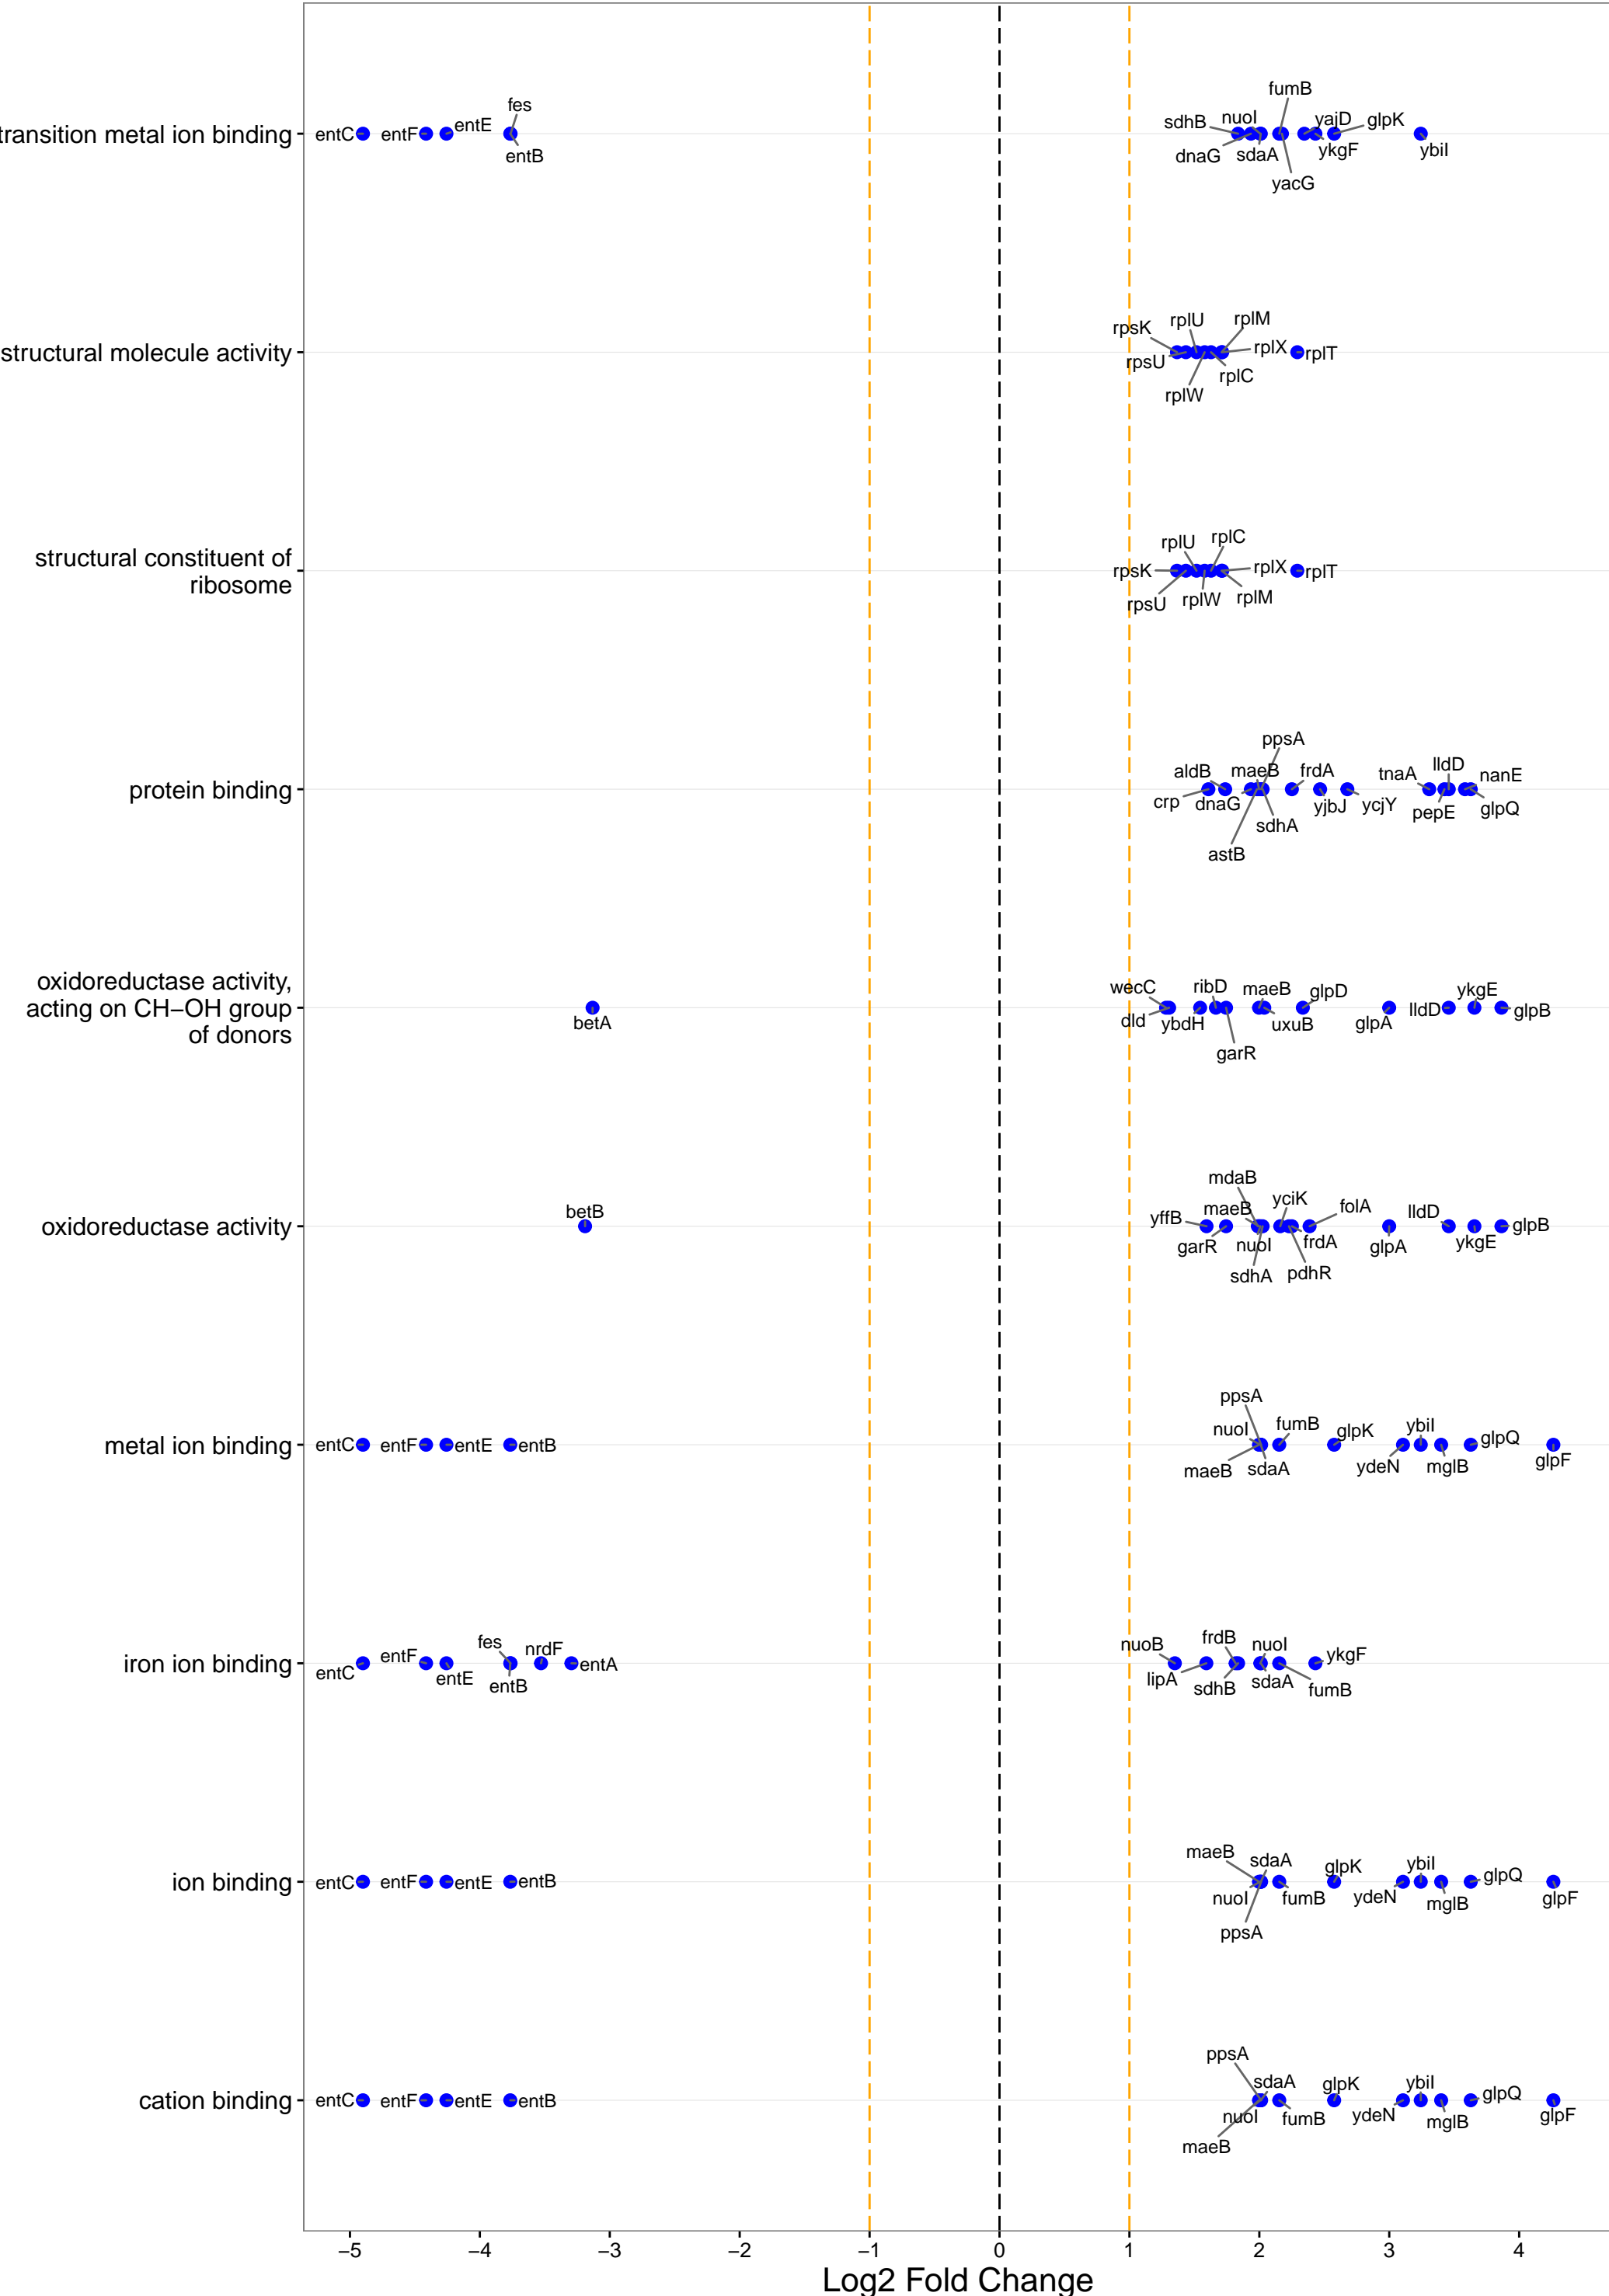 fumB
fes
nuoI yajD glpK
sdhB
entE
transition metal ion binding entC entF
ykgF ybiI
entB dnaG sdaA
yacG
rplU rplM
rpsK
structural molecule activity rplX rplT
rpsU
rplC
rplW
rplU rplC
structural constituent of
ribosome
rpsK rplX rplT
rpsU rplW rplM
ppsA
lldD
aldB maeB frdA tnaA nanE
protein binding
crp dnaG yjbJ ycjY pepE glpQ
sdhA
astB
oxidoreductase activity,
acting on CH−OH group
of donors
wecC ribD maeB glpD ykgE
lldD glpB
betA dld ybdH uxuB glpA
garR
mdaB
yciK folA
betB yffB maeB lldD
oxidoreductase activity glpB
garR nuoI frdA glpA ykgE
sdhA pdhR
ppsA
nuoI fumB glpK ybiI glpQ
metal ion binding entC entF entE entB
maeB sdaA ydeN mglB glpF
fes nrdF nuoB frdB nuoI
entF ykgF
iron ion binding entA
entC entE entB lipA sdhB sdaA fumB
maeB sdaA glpK ybiI glpQ
ion binding entC entF entE entB
nuoI fumB ydeN mglB glpF
ppsA
ppsA
sdaA glpK ybiI glpQ
cation binding entC entF entE entB
nuoI fumB ydeN mglB glpF
maeB
−5 −4 −3 −2 −1 0 1 2 3 4
Log2 Fold Change